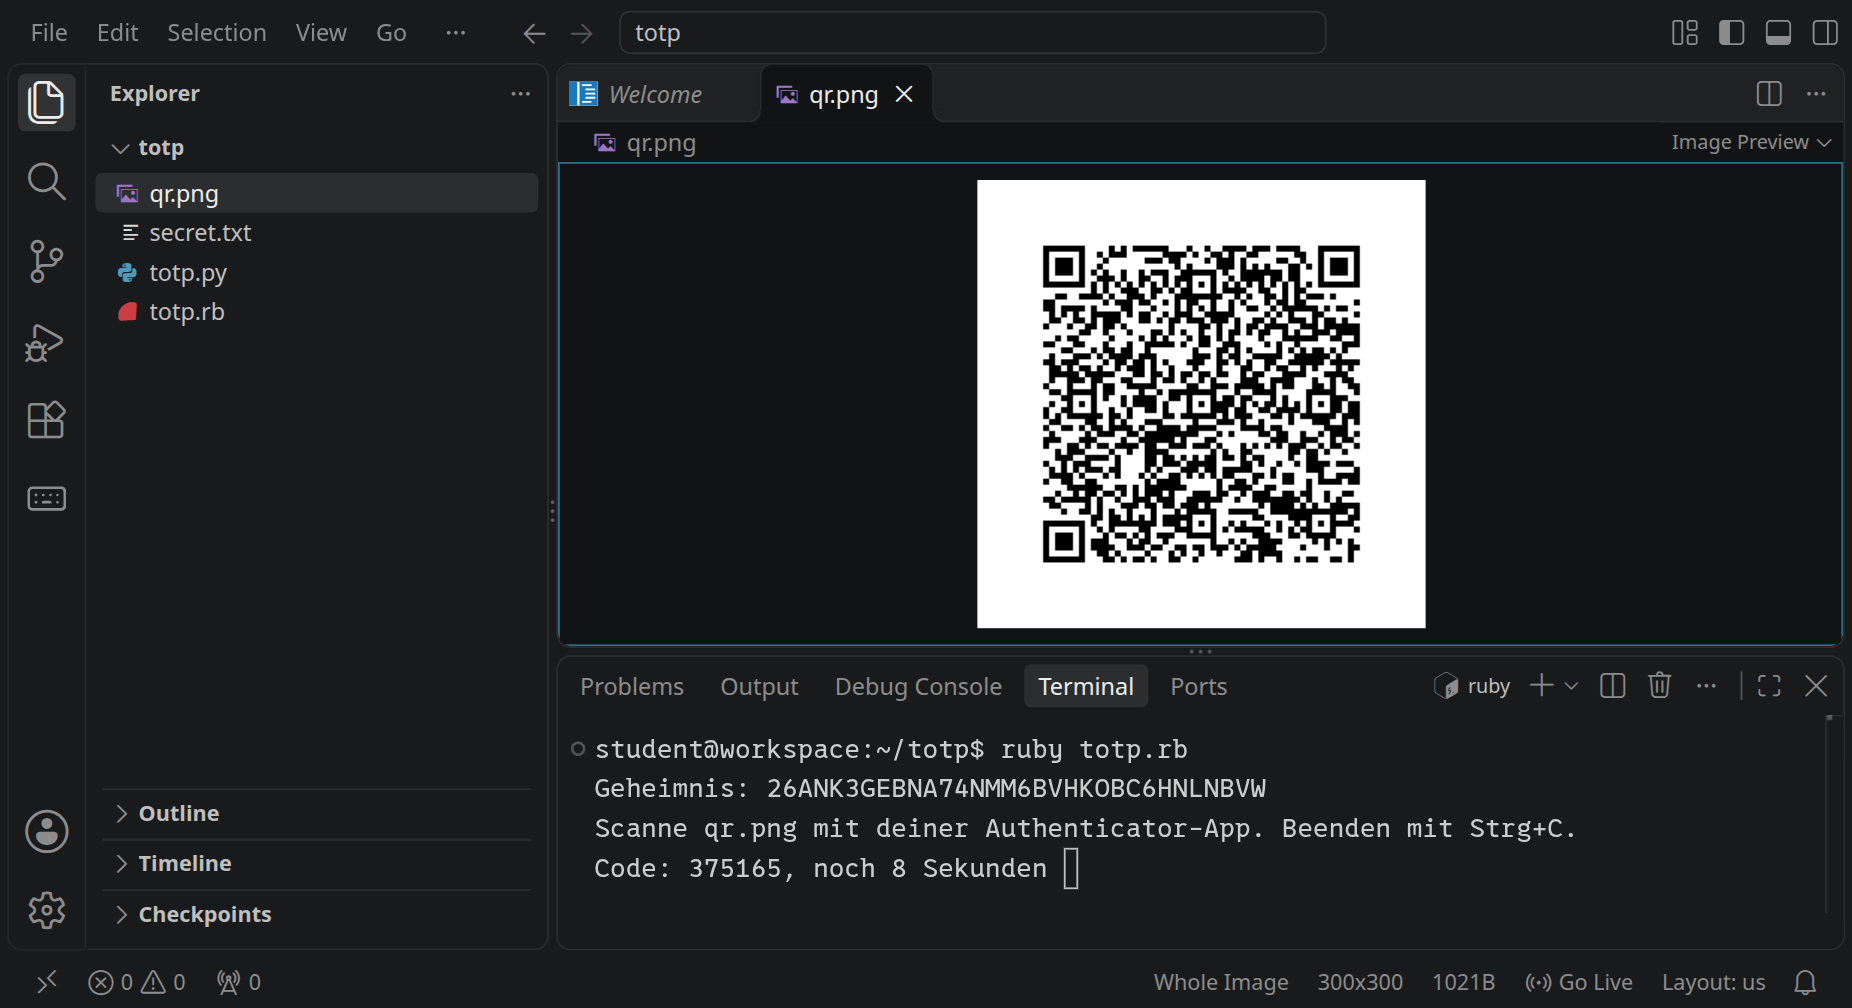 File Edit Selection View Go ··· totp
Explorer ···
totp
qr.png
secret.txt
totp.py
totp.rb
Outline
Timeline
Checkpoints
Welcome qr.png
qr.png Image Preview
Problems Output Debug Console Terminal Ports ruby
student@workspace:~/totp$ ruby totp.rb
Geheimnis: 26ANK3GEBNA74NMM6BVHKOBC6HNLNBVW
Scanne qr.png mit deiner Authenticator-App. Beenden mit Strg+C.
Code: 375165, noch 8 Sekunden
0 0 0 Whole Image 300x300 1021B Go Live Layout: us